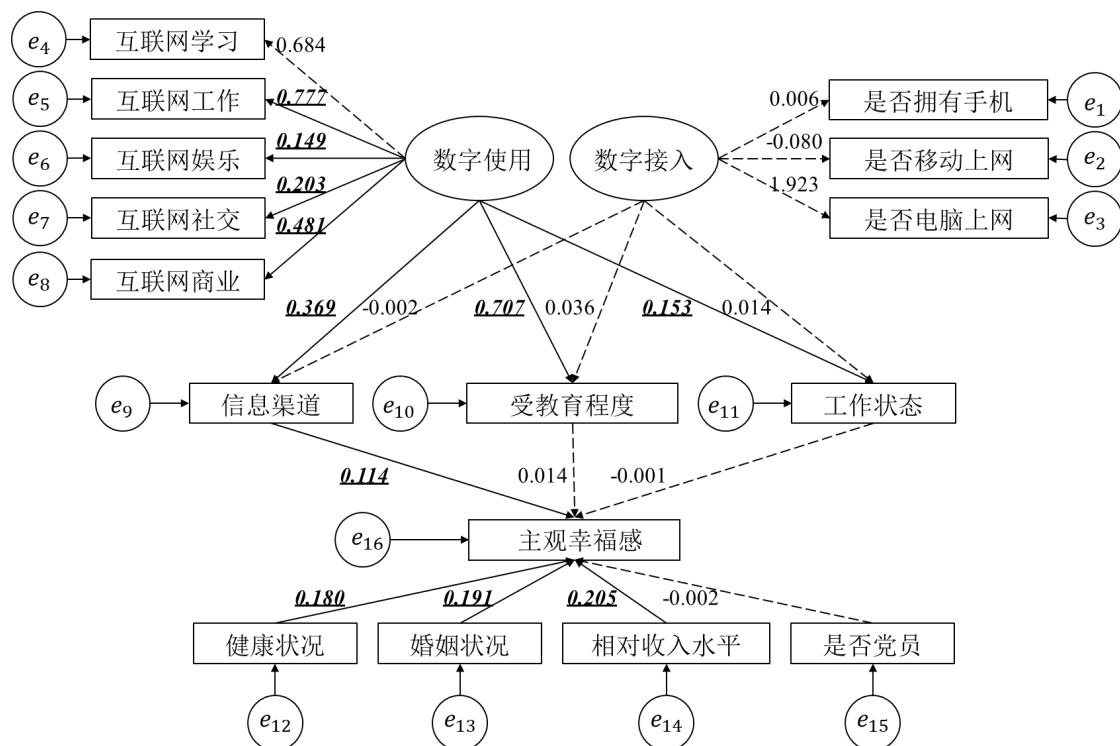 e4 互联网学习 0.684
e5 互联网工作 0.777
e6 互联网娱乐 0.149
e7 互联网社交 0.203
e8 互联网商业 0.481
数字使用
数字接入
0.006 是否拥有手机 e1
-0.080 是否移动上网 e2
1.923 是否电脑上网 e3
0.369 -0.002 0.707 0.036 0.153 0.014
e9 信息渠道 e10 受教育程度 e11 工作状态
0.114 0.014 -0.001
e16 主观幸福感
0.180 0.191 0.205 -0.002
健康状况 婚姻状况 相对收入水平 是否党员
e12 e13 e14 e15